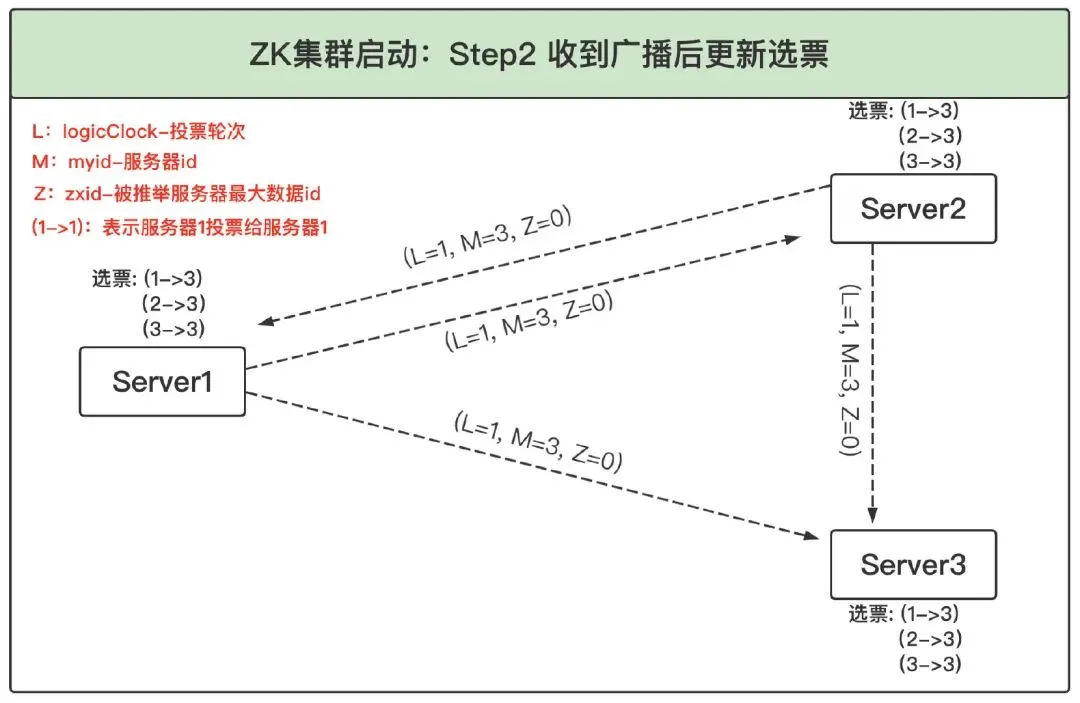 ZK集群启动：Step2 收到广播后更新选票
L：logicClock-投票轮次
M：myid-服务器id
Z：zxid-被推举服务器最大数据id
(1->1)：表示服务器1投票给服务器1
选票: (1->3)
(2->3)
(3->3)
Server2
(L=1, M=3, Z=0)
(L=1, M=3, Z=0)
选票: (1->3)
(2->3)
(3->3)
Server1
(L=1, M=3, Z=0)
(L=1, M=3, Z=0)
Server3
选票: (1->3)
(2->3)
(3->3)